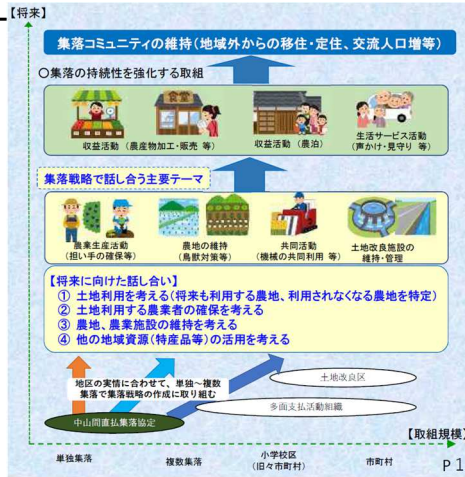 【将来】
集落コミュニティの維持(地域外からの移住・定住、交流人口増等)
〇集落の持続性を強化する取組
収益活動 (農産物加工・販売 等)
収益活動 (農泊)
生活サービス活動
(声かけ・見守り 等)
集落戦略で話し合う主要テーマ
農業生産活動
(担い手の確保等)
農地の維持
(鳥獣対策等)
共同活動
(機械の共同利用 等)
土地改良施設の
維持・管理
【将来に向けた話し合い】
① 土地利用を考える(将来も利用する農地、利用されなくなる農地を特定)
② 土地利用する農業者の確保を考える
③ 農地、農業施設の維持を考える
④ 他の地域資源(特産品等)の活用を考える
地区の実情に合わせて、単独～複数
集落で集落戦略の作成に取り組む
土地改良区
多面支払活動組織
中山間直払集落協定
【取組規模】
単独集落
複数集落
小学校区
(旧々市町村)
市町村
P 1